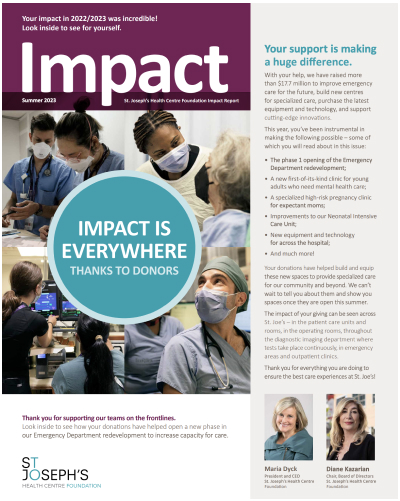 Your impact in 2022/2023 was incredible!
Look inside to see for yourself.
Impact
Summer 2023
St. Joseph's Health Centre Foundation Impact Report
IMPACT IS
EVERYWHERE
THANKS TO DONORS
Thank you for supporting our teams on the frontlines.
Look inside to see how your donations have helped open a new phase in
our Emergency Department redevelopment to increase capacity for care.
ST
JOSEPH'S
HEALTH CENTRE FOUNDATION
Your support is making
a huge difference.
With your help, we have raised more
than $177 million to improve emergency
care for the future, build new centres
for specialized care, purchase the latest
equipment and technology, and support
cutting-edge innovations.
This year, you've been instrumental in
making the following possible – some of
which you will read about in this issue:
• The phase 1 opening of the Emergency
Department redevelopment;
• A new first-of-its-kind clinic for young
adults who need mental health care;
• A specialized high-risk pregnancy clinic
for expectant moms;
• Improvements to our Neonatal Intensive
Care Unit;
• New equipment and technology
for across the hospital;
• And much more!
Your donations have helped build and equip
these new spaces to provide specialized care
for our community and beyond. We can't
wait to tell you about them and show you
spaces once they are open this summer.
The impact of your giving can be seen across
St. Joe's – in the patient care units and
rooms, in the operating rooms, throughout
the diagnostic imaging department where
tests take place continuously, in emergency
areas and outpatient clinics.
Thank you for everything you are doing to
ensure the best care experiences at St. Joe's!
Maria Dyck
President and CEO
St. Joseph's Health Centre
Foundation
Diane Kazarian
Chair, Board of Directors
St. Joseph's Health Centre
Foundation